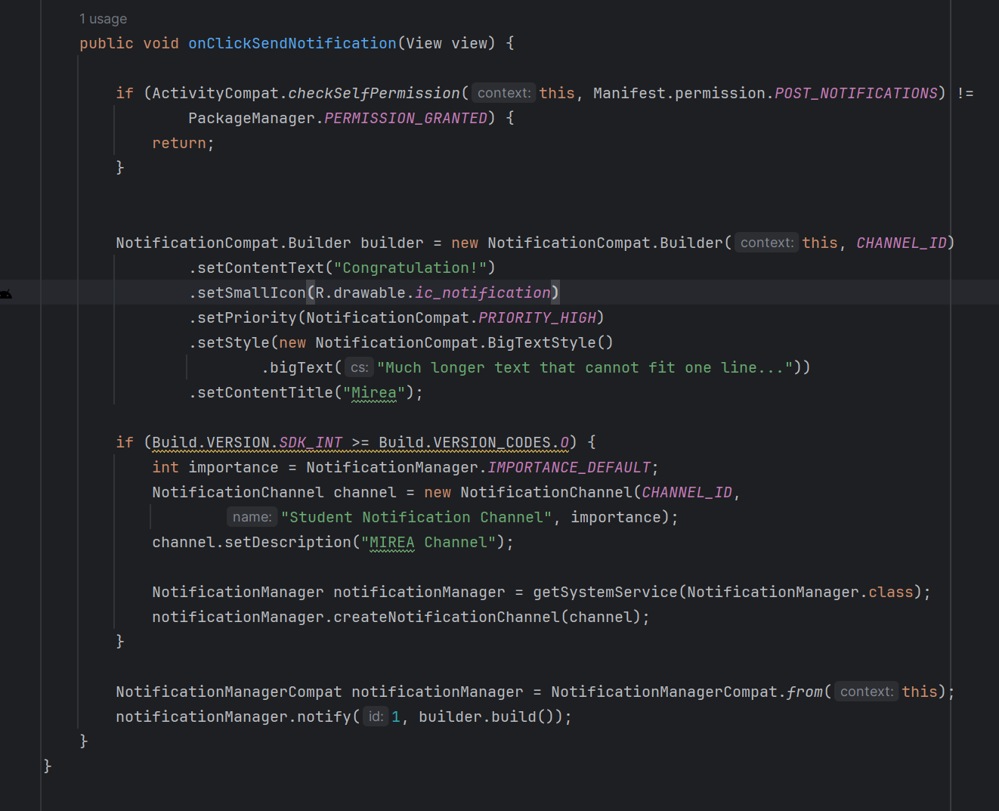 1 usage
public void onClickSendNotification(View view) {
if (ActivityCompat.checkSelfPermission( context: this, Manifest.permission.POST_NOTIFICATIONS) !=
PackageManager.PERMISSION_GRANTED) {
return;
}
NotificationCompat.Builder builder = new NotificationCompat.Builder( context: this, CHANNEL_ID)
.setContentText("Congratulation!")
.setSmallIcon(R.drawable.ic_notification)
.setPriority(NotificationCompat.PRIORITY_HIGH)
.setStyle(new NotificationCompat.BigTextStyle()
.bigText( cs: "Much longer text that cannot fit one line..."))
.setContentTitle("Mirea");
if (Build.VERSION.SDK_INT >= Build.VERSION_CODES.O) {
int importance = NotificationManager.IMPORTANCE_DEFAULT;
NotificationChannel channel = new NotificationChannel(CHANNEL_ID,
name: "Student Notification Channel", importance);
channel.setDescription("MIREA Channel");
NotificationManager notificationManager = getSystemService(NotificationManager.class);
notificationManager.createNotificationChannel(channel);
}
NotificationManagerCompat notificationManager = NotificationManagerCompat.from( context: this);
notificationManager.notify( id: 1, builder.build());
}
}